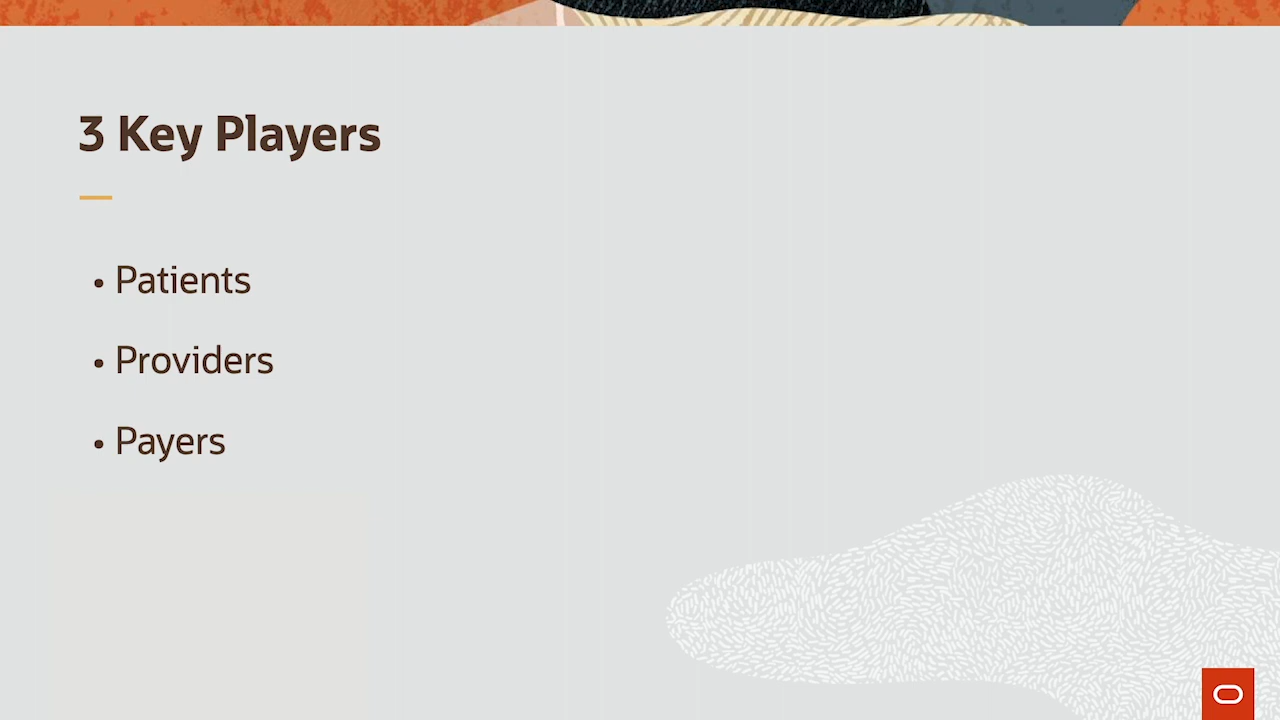 3 Key Players
• Patients
• Providers
• Payers